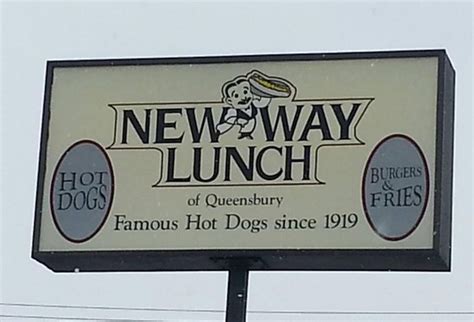 NEW WAY
LUNCH
of Queensbury
Famous Hot Dogs since 1919
HOT
DOGS
BURGERS
&
FRIES